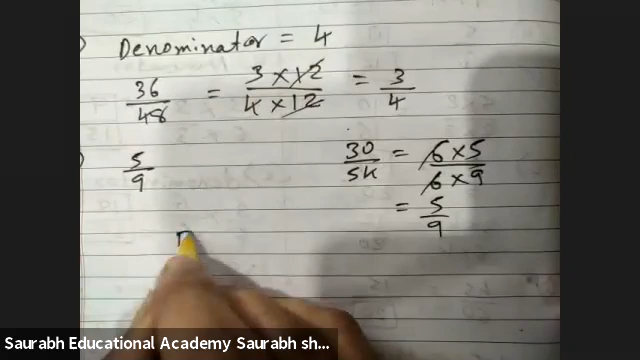 ) Denominator = 4
36/48 = 3 × 12/4 × 12 = 3/4
) 5/9
30/54 = 6 × 5/6 × 9
= 5/9
Saurabh Educational Academy Saurabh sh...